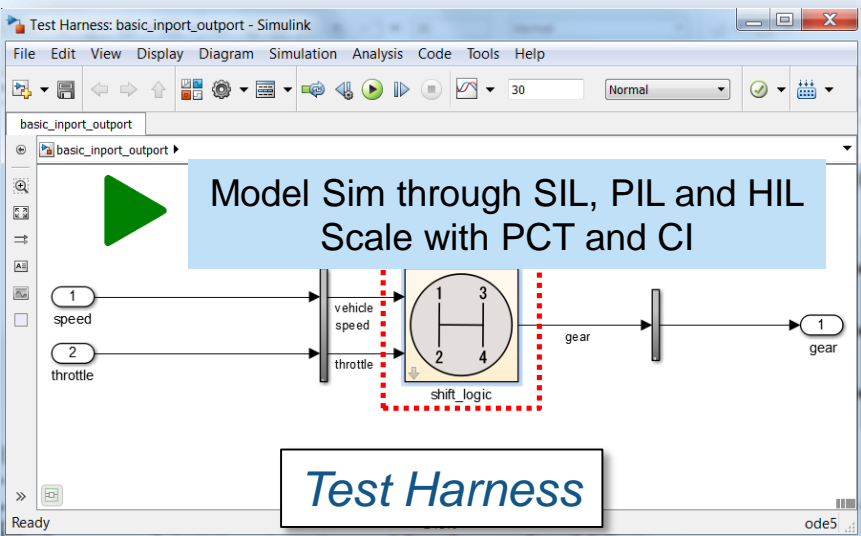 Test Harness: basic_inport_outport - Simulink
File Edit View Display Diagram Simulation Analysis Code Tools Help
30 Normal
basic_inport_outport
basic_inport_outport
Model Sim through SIL, PIL and HIL
Scale with PCT and CI
1
speed
2
throttle
vehicle
speed
throttle
1 3
2 4
shift_logic
gear
1
gear
Test Harness
Ready
ode5